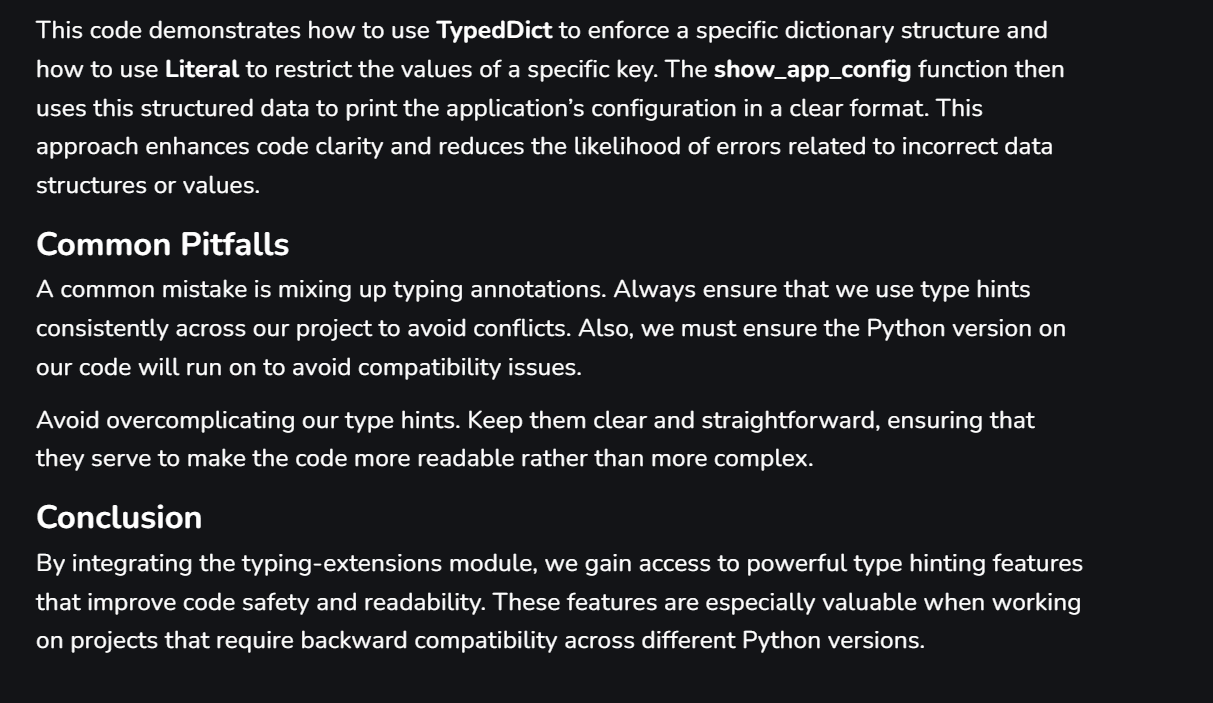 This code demonstrates how to use TypedDict to enforce a specific dictionary structure and
how to use Literal to restrict the values of a specific key. The show_app_config function then
uses this structured data to print the application’s configuration in a clear format. This
approach enhances code clarity and reduces the likelihood of errors related to incorrect data
structures or values.
Common Pitfalls
A common mistake is mixing up typing annotations. Always ensure that we use type hints
consistently across our project to avoid conflicts. Also, we must ensure the Python version on
our code will run on to avoid compatibility issues.
Avoid overcomplicating our type hints. Keep them clear and straightforward, ensuring that
they serve to make the code more readable rather than more complex.
Conclusion
By integrating the typing-extensions module, we gain access to powerful type hinting features
that improve code safety and readability. These features are especially valuable when working
on projects that require backward compatibility across different Python versions.